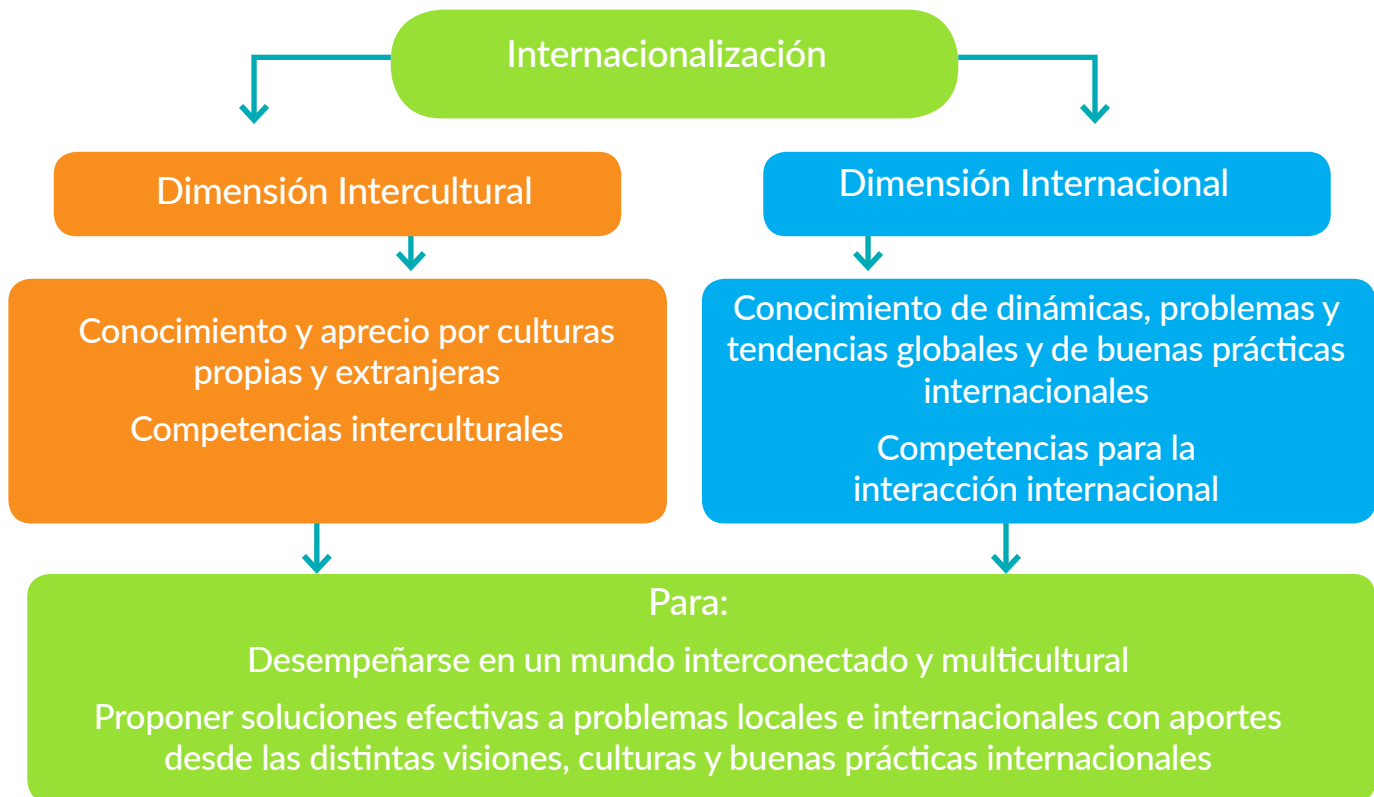 Internacionalización
Dimensión Intercultural
Dimensión Internacional
Conocimiento y aprecio por culturas
propias y extranjeras
Competencias interculturales
Conocimiento de dinámicas, problemas y
tendencias globales y de buenas prácticas
internacionales
Competencias para la
interacción internacional
Para:
Desempeñarse en un mundo interconectado y multicultural
Proponer soluciones efectivas a problemas locales e internacionales con aportes
desde las distintas visiones, culturas y buenas prácticas internacionales